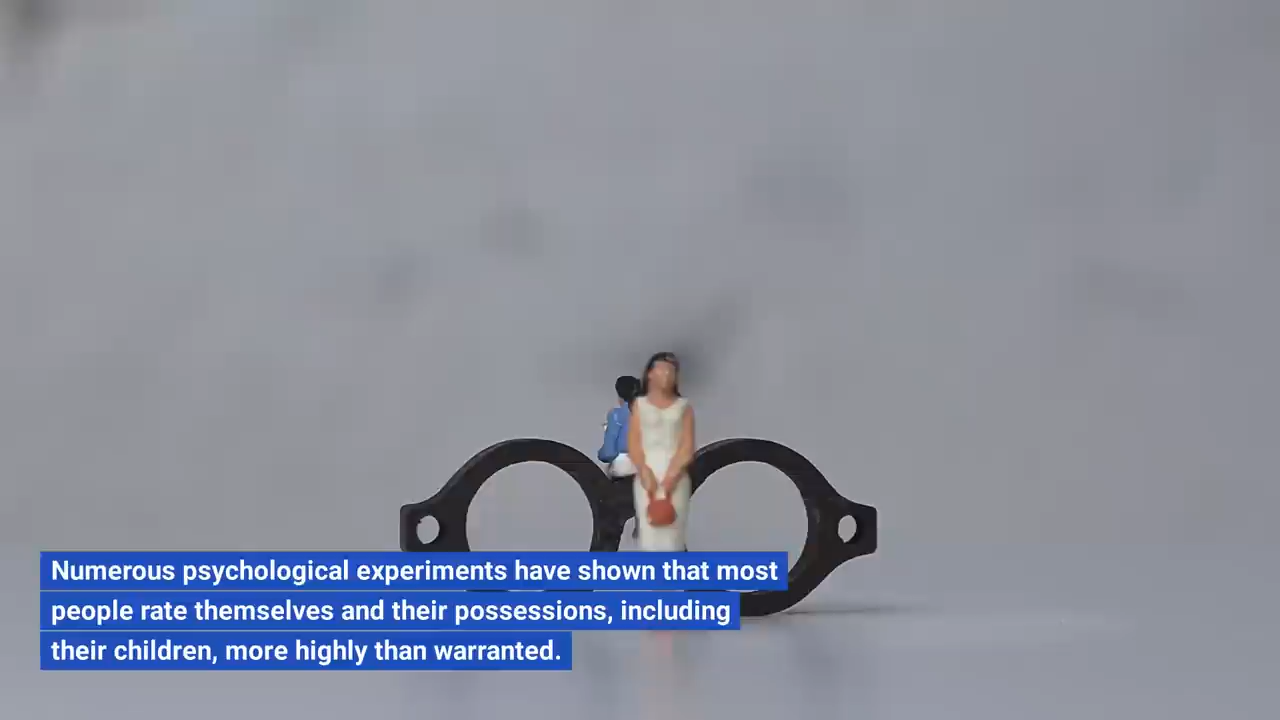 Numerous psychological experiments have shown that most
people rate themselves and their possessions, including
their children, more highly than warranted.